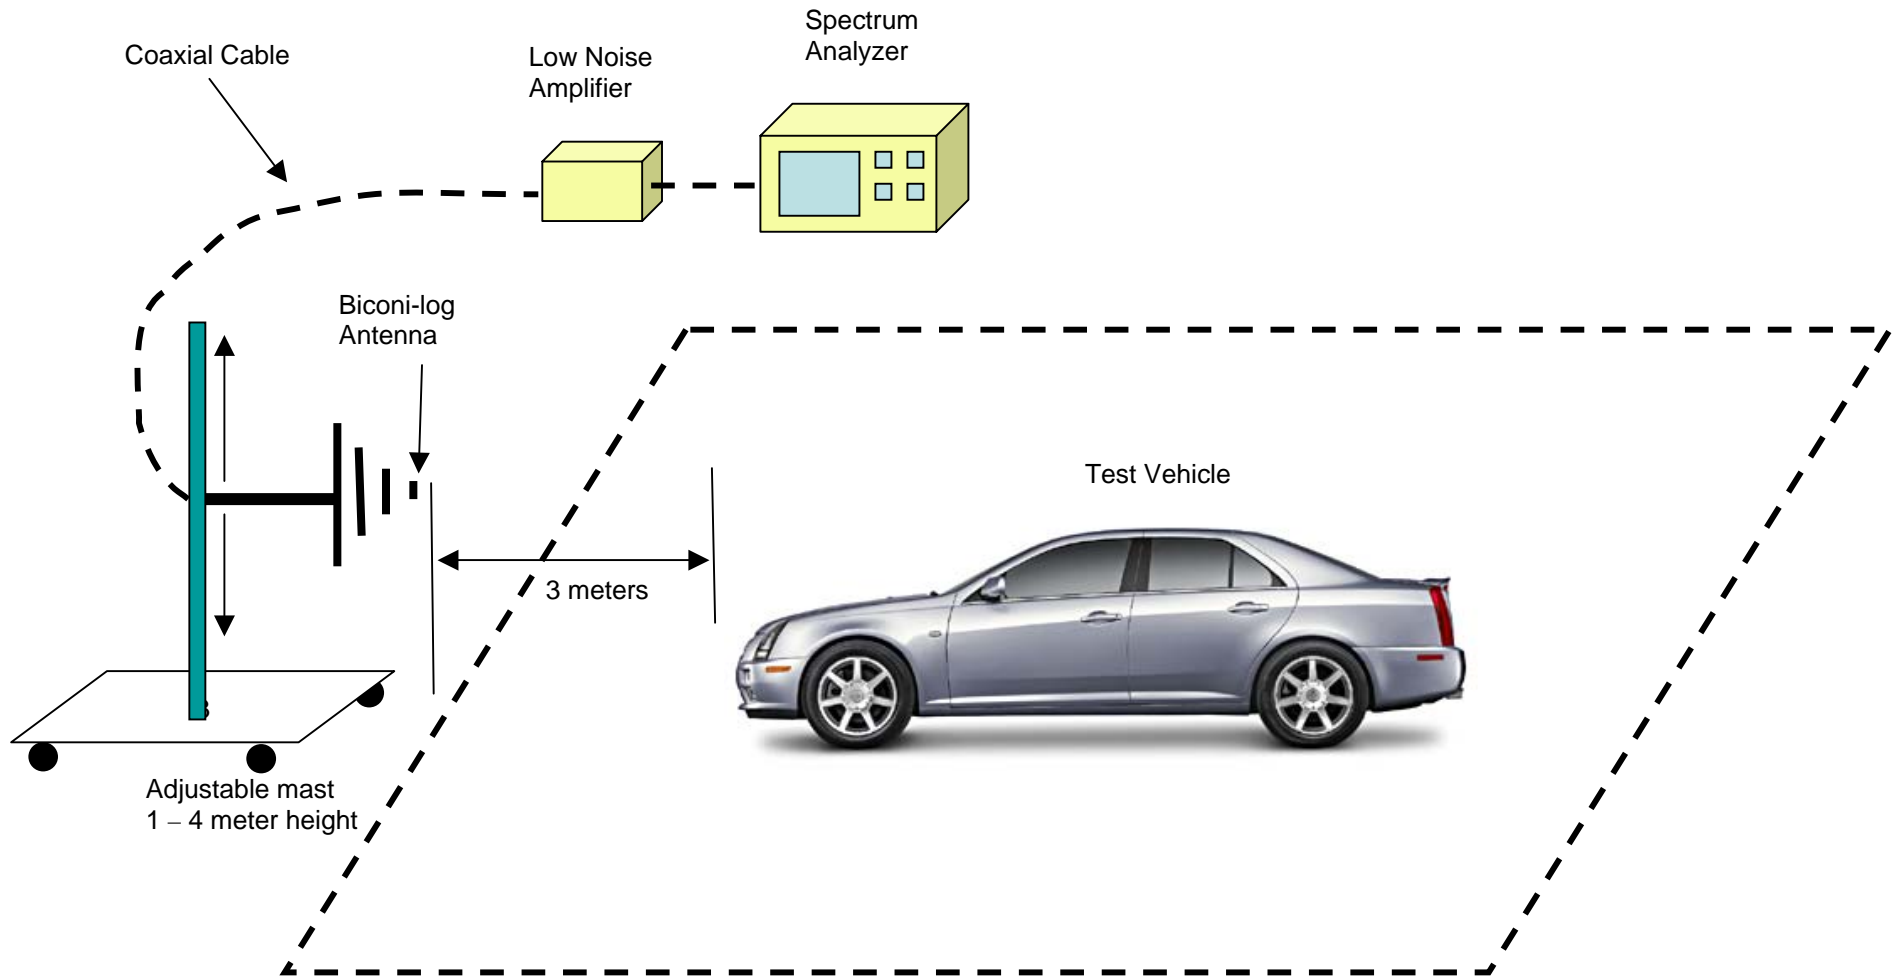 Spectrum
Analyzer
Coaxial Cable
Low Noise
Amplifier
Biconi-log
Antenna
Test Vehicle
3 meters
Adjustable mast
1 – 4 meter height